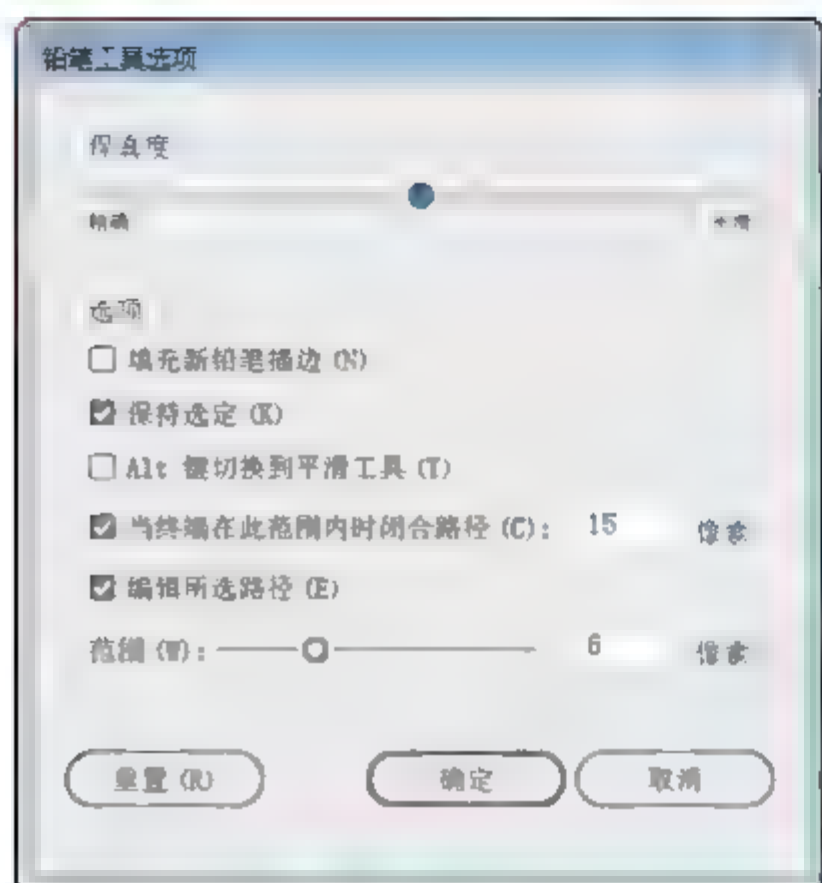 铅笔工具选项
保真度
精确 平滑
选项
填充新铅笔描边 (N)
保持选定 (K)
Alt 键切换到平滑工具 (T)
当终端在此范围内时闭合路径 (C): 15 像素
编辑所选路径 (E)
范围 (W): 6 像素
重置 (R) 确定 取消